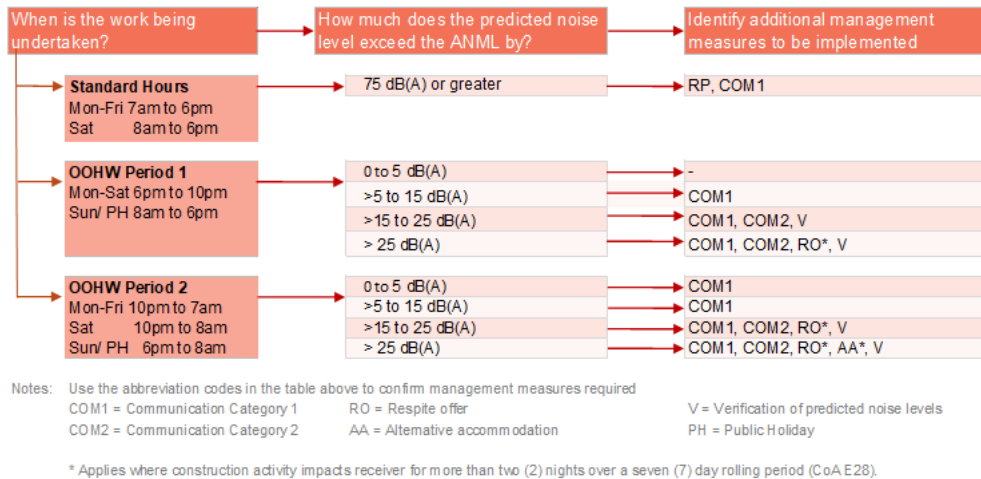 When is the work being
undertaken?
How much does the predicted noise
level exceed the ANML by?
Identify additional management
measures to be implemented
Standard Hours
Mon-Fri 7am to 6pm
Sat 8am to 6pm
75 dB(A) or greater
RP, COM1
OOHW Period 1
Mon-Sat 6pm to 10pm
Sun/ PH 8am to 6pm
0 to 5 dB(A)
-
>5 to 15 dB(A)
COM1
>15 to 25 dB(A)
COM1, COM2, V
> 25 dB(A)
COM1, COM2, RO*, V
OOHW Period 2
Mon-Fri 10pm to 7am
Sat 10pm to 8am
Sun/ PH 6pm to 8am
0 to 5 dB(A)
COM1
>5 to 15 dB(A)
COM1
>15 to 25 dB(A)
COM1, COM2, RO*, V
> 25 dB(A)
COM1, COM2, RO*, AA*, V
Notes: Use the abbreviation codes in the table above to confirm management measures required
COM1 = Communication Category 1 RO = Respite offer V = Verification of predicted noise levels
COM2 = Communication Category 2 AA = Alternative accommodation PH = Public Holiday
* Applies where construction activity impacts receiver for more than two (2) nights over a seven (7) day rolling period (CoA E28).